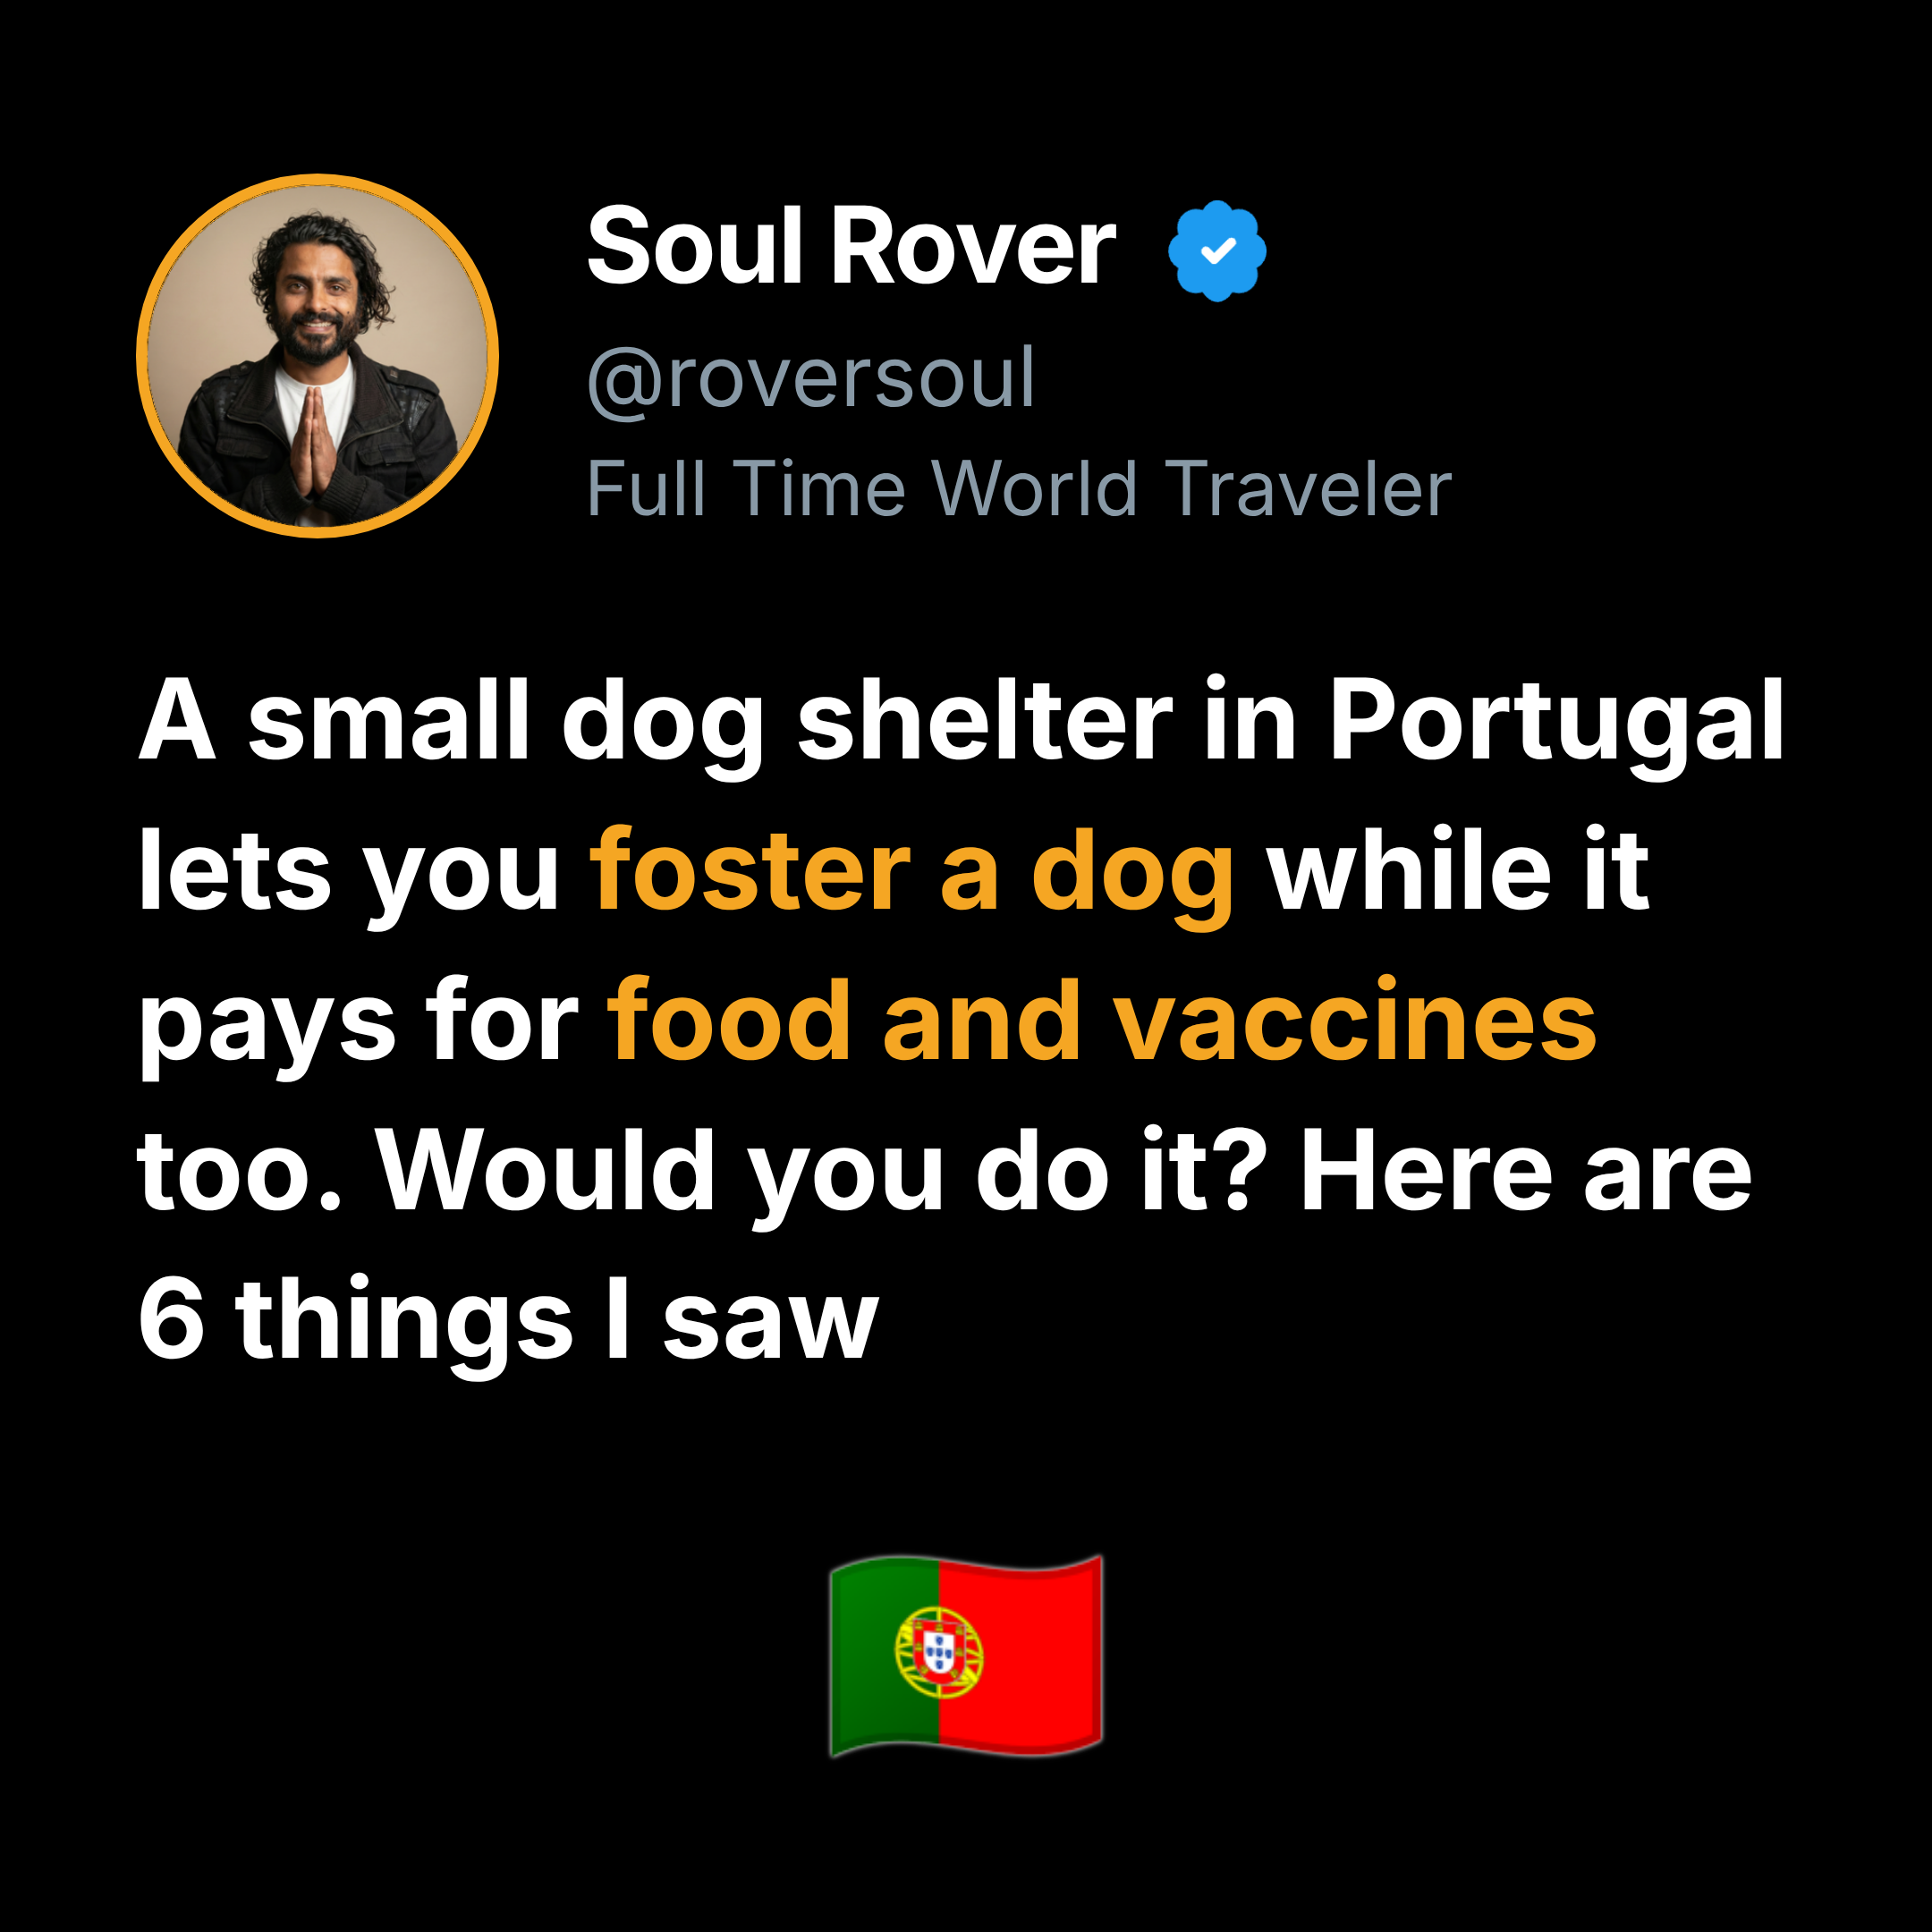 Soul Rover
@roversoul
Full Time World Traveler
A small dog shelter in Portugal
lets you foster a dog while it
pays for food and vaccines
too. Would you do it? Here are
6 things I saw